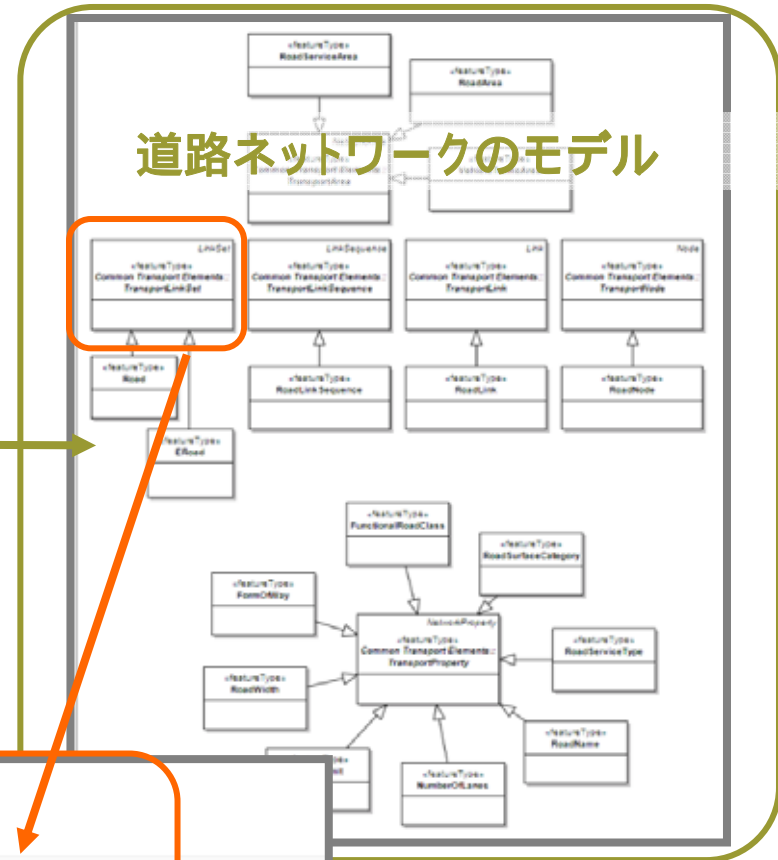 «featureType»
RoadServiceArea
«featureType»
RoadArea
道路ネットワークのモデル
Common Transport Elements::
TransportArea
LinkSet
«featureType»
Common Transport Elements::
TransportLinkSet
LinkSequence
«featureType»
Common Transport Elements::
TransportLinkSequence
Link
«featureType»
Common Transport Elements::
TransportLink
Node
«featureType»
Common Transport Elements::
TransportNode
«featureType»
Road
«featureType»
RoadLinkSequence
«featureType»
RoadLink
«featureType»
RoadNode
«featureType»
ERoad
«featureType»
FunctionalRoadClass
«featureType»
RoadSurfaceCategory
«featureType»
FormOfWay
NetworkProperty
«featureType»
Common Transport Elements::
TransportProperty
«featureType»
RoadServiceType
«featureType»
RoadWidth
«featureType»
RoadName
«featureType»
NumberOfLanes